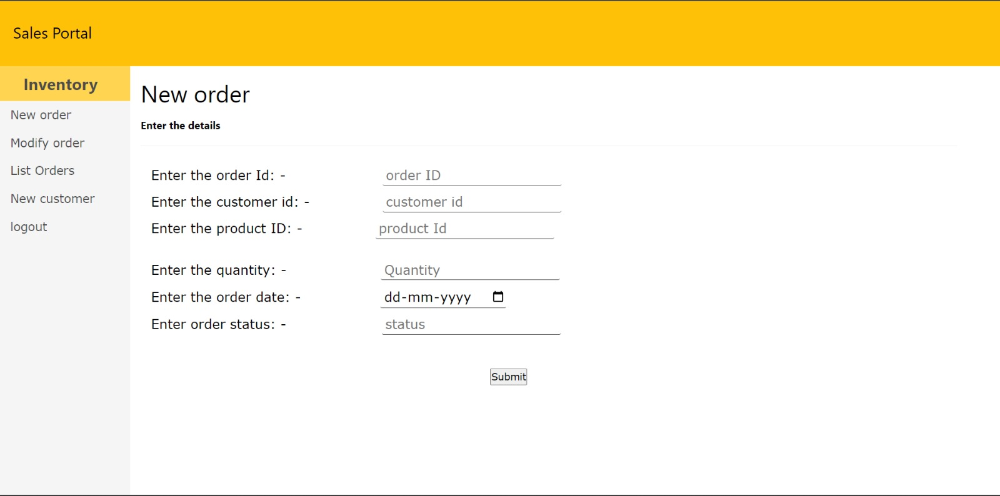 Sales Portal
Inventory
New order
Modify order
List Orders
New customer
logout
New order
Enter the details
Enter the order Id: - order ID
Enter the customer id: - customer id
Enter the product ID: - product Id
Enter the quantity: - Quantity
Enter the order date: - dd-mm-yyyy
Enter order status: - status
Submit